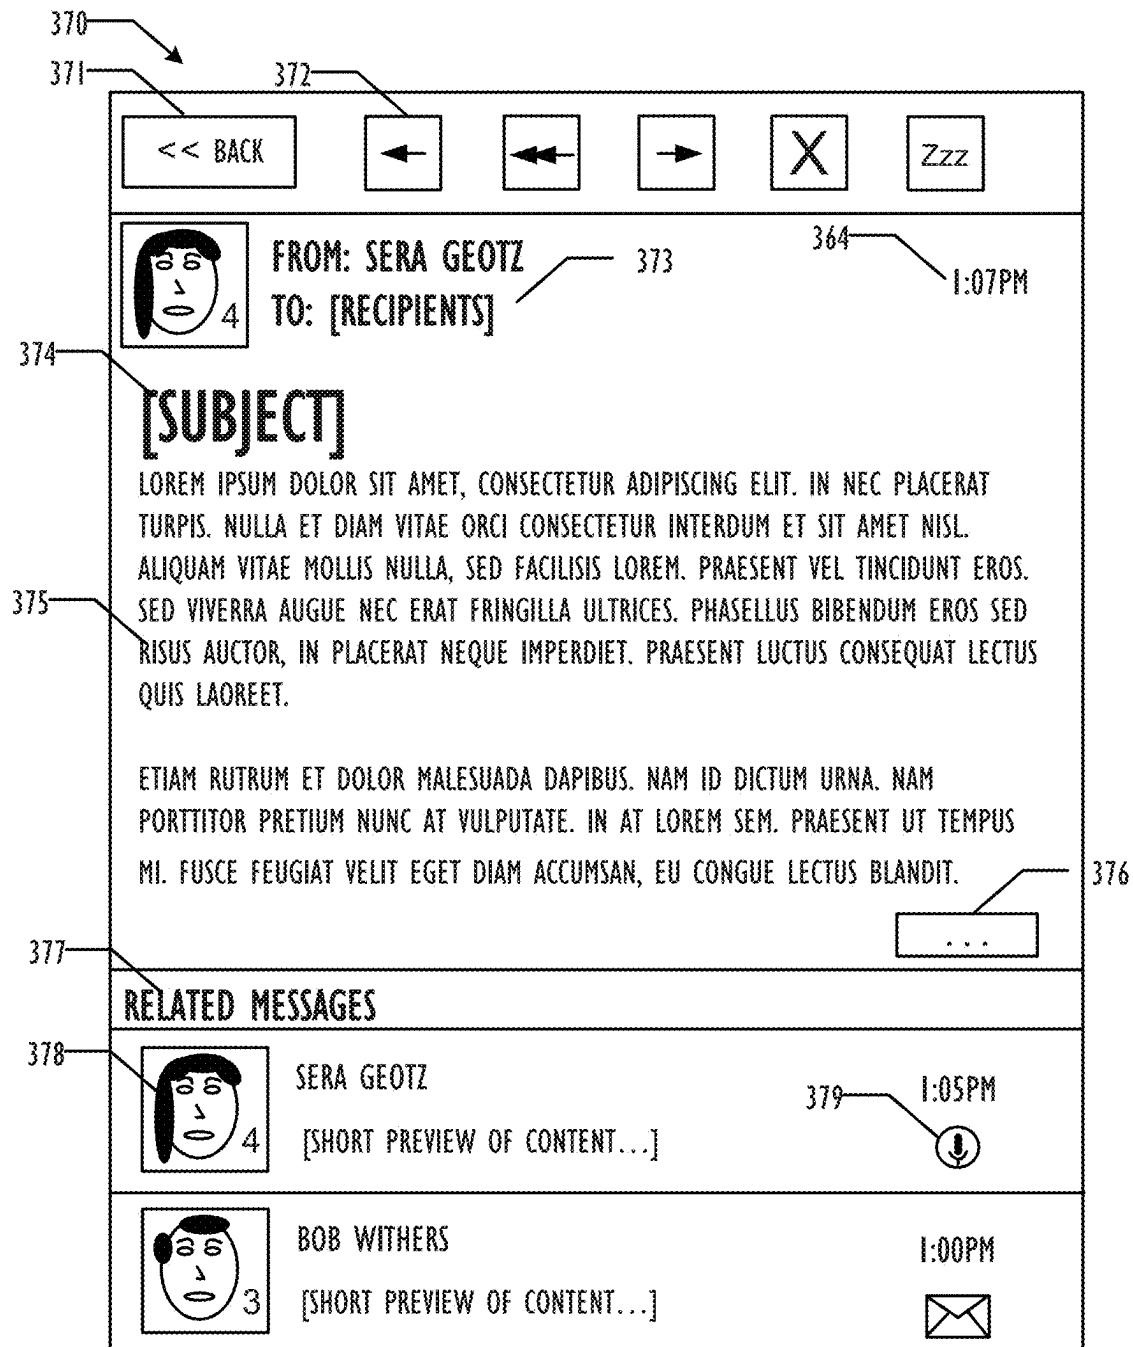 370
371
372
<< BACK
X
Zzz
FROM: SERA GEOTZ
373
364
1:07PM
TO: [RECIPIENTS]
4
374
[SUBJECT]
LOREM IPSUM DOLOR SIT AMET, CONSECTETUR ADIPISCING ELIT. IN NEC PLACERAT
TURPIS. NULLA ET DIAM VITAE ORCI CONSECTETUR INTERDUM ET SIT AMET NISL.
ALIQUAM VITAE MOLLIS NULLA, SED FACILISIS LOREM. PRAESENT VEL TINCIDUNT EROS.
375
SED VIVERRA AUGUE NEC ERAT FRINGILLA ULTRICES. PHASELLUS BIBENDUM EROS SED
RISUS AUCTOR, IN PLACERAT NEQUE IMPERDIET. PRAESENT LUCTUS CONSEQUAT LECTUS
QUIS LAOREET.
ETIAM RUTRUM ET DOLOR MALESUADA DAPIBUS. NAM ID DICTUM URNA. NAM
PORTTITOR PRETIUM NUNC AT VULPUTATE. IN AT LOREM SEM. PRAESENT UT TEMPUS
MI. FUSCE FEUGIAT VELIT EGET DIAM ACCUMSAN, EU CONGUE LECTUS BLANDIT.
376
...
377
RELATED MESSAGES
378
SERA GEOTZ
379
1:05PM
4
[SHORT PREVIEW OF CONTENT...]
BOB WITHERS
1:00PM
3
[SHORT PREVIEW OF CONTENT...]